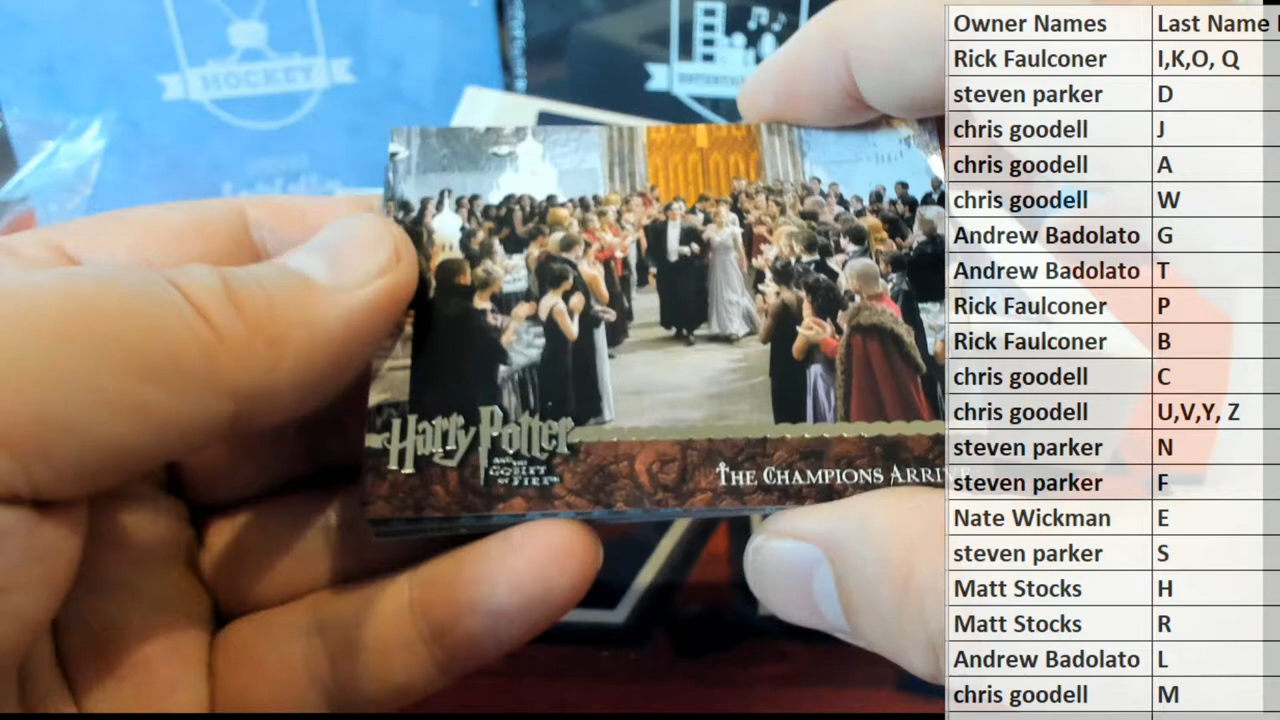 HOCKEY
Harry Potter
AND THE
GOBLET
OF FIRE
THE CHAMPIONS ARRIVE
Owner Names Last Name
Rick Faulconer I,K,O, Q
steven parker D
chris goodell J
chris goodell A
chris goodell W
Andrew Badolato G
Andrew Badolato T
Rick Faulconer P
Rick Faulconer B
chris goodell C
chris goodell U,V,Y, Z
steven parker N
steven parker F
Nate Wickman E
steven parker S
Matt Stocks H
Matt Stocks R
Andrew Badolato L
chris goodell M